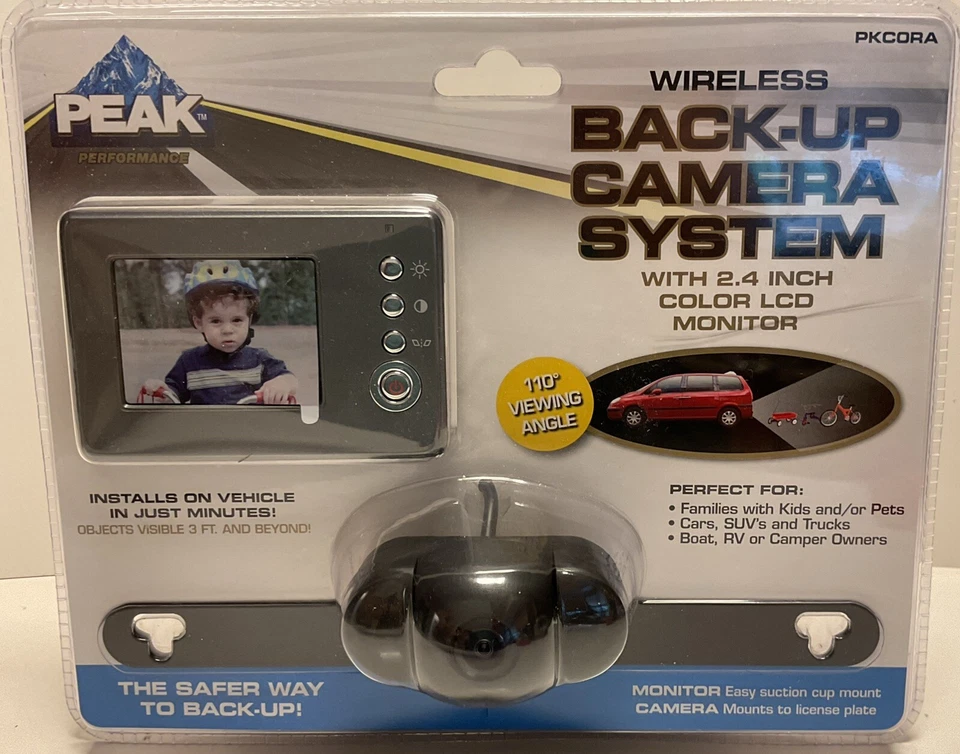 PKC0RA
PEAK™
PERFORMANCE
WIRELESS
BACK-UP
CAMERA
SYSTEM
WITH 2.4 INCH
COLOR LCD
MONITOR
110°
VIEWING
ANGLE
INSTALLS ON VEHICLE
IN JUST MINUTES!
OBJECTS VISIBLE 3 FT. AND BEYOND!
PERFECT FOR:
• Families with Kids and/or Pets
• Cars, SUV's and Trucks
• Boat, RV or Camper Owners
THE SAFER WAY
TO BACK-UP!
MONITOR Easy suction cup mount
CAMERA Mounts to license plate